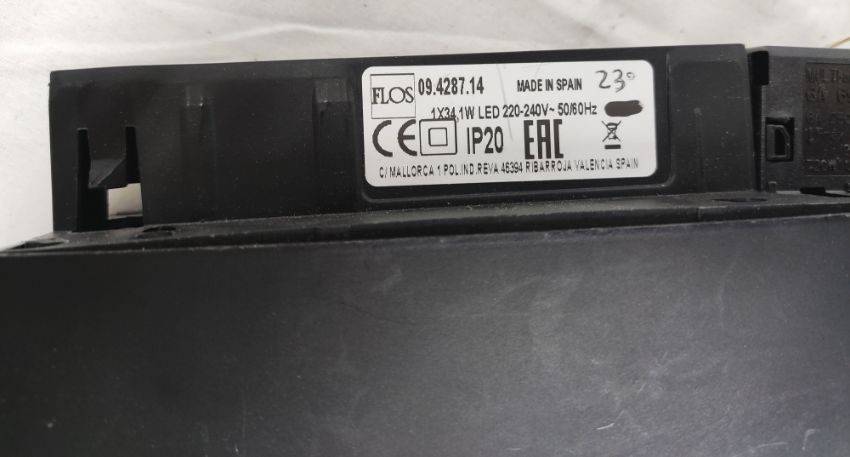 FLOS 09.4287.14 MADE IN SPAIN 23°
1X34,1W LED 220-240V~ 50/60Hz
CE IP20 EAC
C/ MALLORCA 1 POL.IND.REVA 46394 RIBARROJA VALENCIA SPAIN